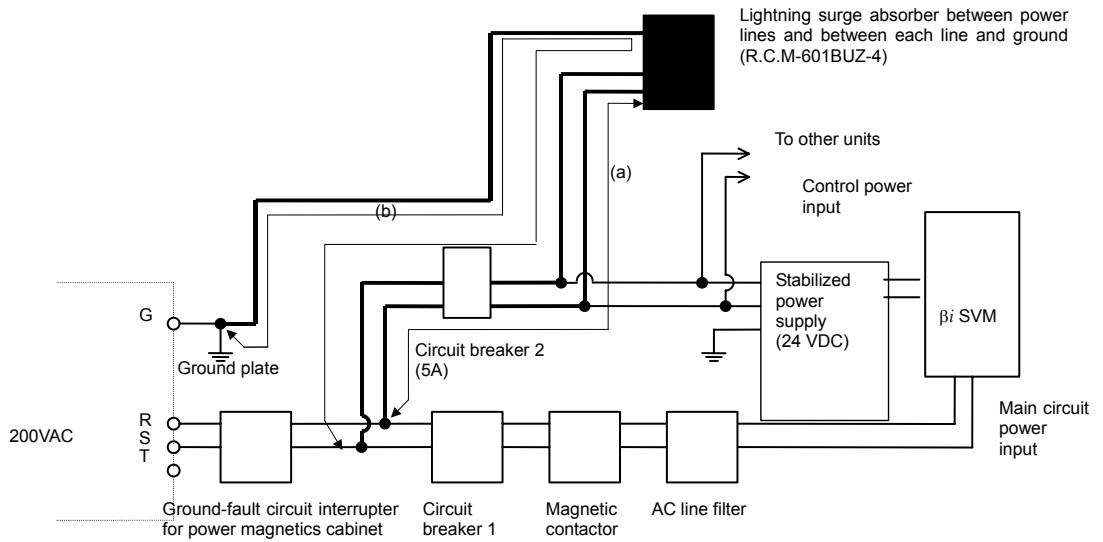 Lightning surge absorber between power
lines and between each line and ground
(R.C.M-601BUZ-4)
To other units
(a)
Control power
input
(b)
Stabilized
power
supply
(24 VDC)
βi SVM
G
Ground plate
Circuit breaker 2
(5A)
200VAC
R
S
T
Main circuit
power
input
Ground-fault circuit interrupter
for power magnetics cabinet
Circuit
breaker 1
Magnetic
contactor
AC line filter